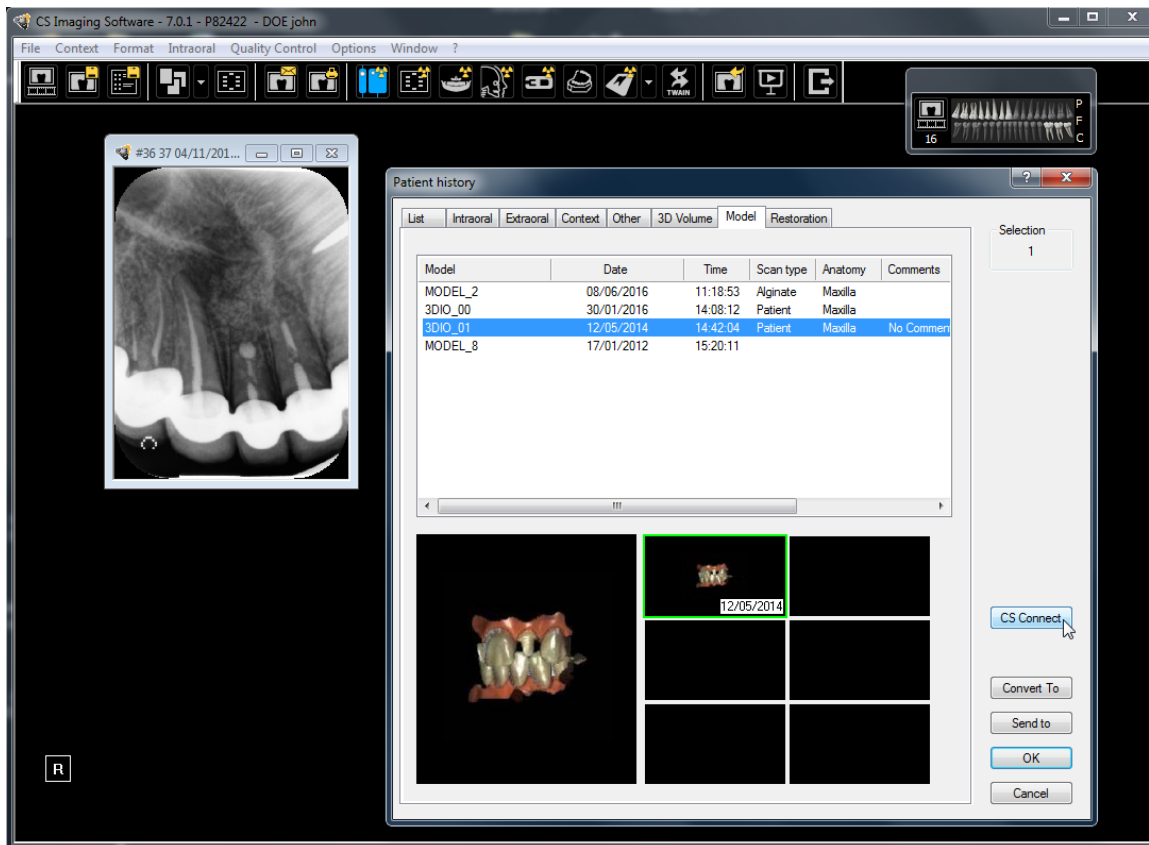 CS Imaging Software - 7.0.1 - P82422 - DOE john
File Context Format Intraoral Quality Control Options Window ?
TWAIN
16
P
F
C
#36 37 04/11/201...
Patient history
List Intraoral Extraoral Context Other 3D Volume Model Restoration
Selection
1
Model Date Time Scan type Anatomy Comments
MODEL_2 08/06/2016 11:18:53 Alginate Maxilla
3DIO_00 30/01/2016 14:08:12 Patient Maxilla
3DIO_01 12/05/2014 14:42:04 Patient Maxilla No Commen
MODEL_8 17/01/2012 15:20:11
12/05/2014
CS Connect
Convert To
Send to
OK
Cancel
R